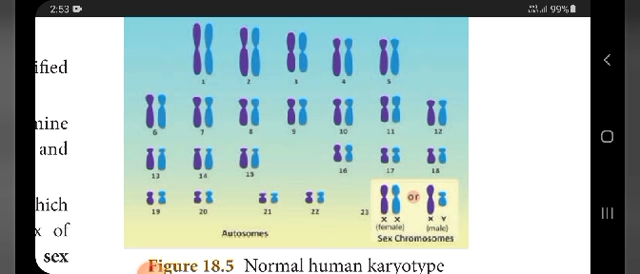 2:53 99%
ified
1 2 3 4 5
mine
6 7 8 9 10 11 12
and
13 14 15 16 17 18
hich
or
19 20 21 22 23
X X X Y
x of
(female) (male)
Autosomes Sex Chromosomes
sex
Figure 18.5 Normal human karyotype